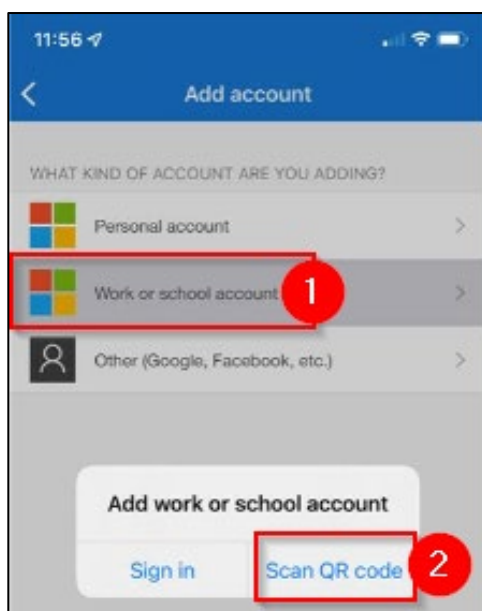 11:56
Add account
WHAT KIND OF ACCOUNT ARE YOU ADDING?
Personal account
Work or school account
1
Other (Google, Facebook, etc.)
Add work or school account
Sign in
Scan QR code
2